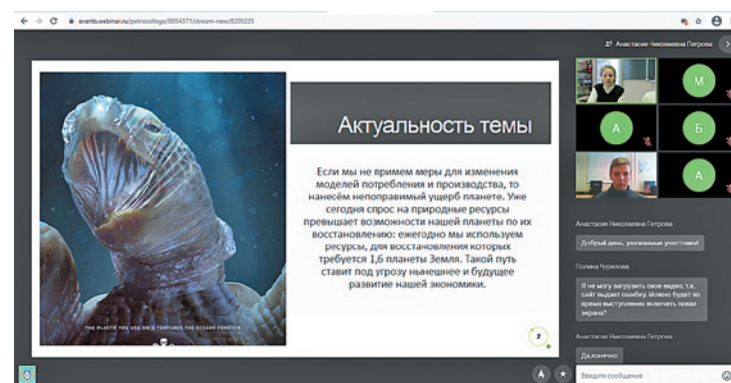 events.webinar.ru/petrocollege/8054371/stream-new/8200225
Анастасия Николаевна Петрова
Актуальность темы
Если мы не примем меры для изменения
моделей потребления и производства, то
нанесём непоправимый ущерб планете. Уже
сегодня спрос на природные ресурсы
превышает возможности нашей планеты по их
восстановлению: ежегодно мы используем
ресурсы, для восстановления которых
требуется 1,6 планеты Земля. Такой путь
ставит под угрозу нынешнее и будущее
развитие нашей экономики.
THE PLASTIC YOU USE ONCE TORTURES THE OCEANS FOREVER.
М
А
Б
А
Анастасия Николаевна Петрова
Добрый день, уважаемые участники!
Полина Чурилова
Я не могу загрузить свое видео, т.к.
сайт выдает ошибку. Можно будет во
время выступления включить показ
экрана?
Анастасия Николаевна Петрова
Да,конечно
Введите сообщение